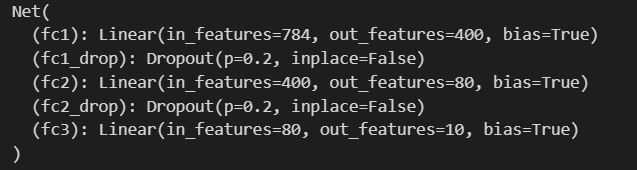 Net(
  (fc1): Linear(in_features=784, out_features=400, bias=True)
  (fc1_drop): Dropout(p=0.2, inplace=False)
  (fc2): Linear(in_features=400, out_features=80, bias=True)
  (fc2_drop): Dropout(p=0.2, inplace=False)
  (fc3): Linear(in_features=80, out_features=10, bias=True)
)